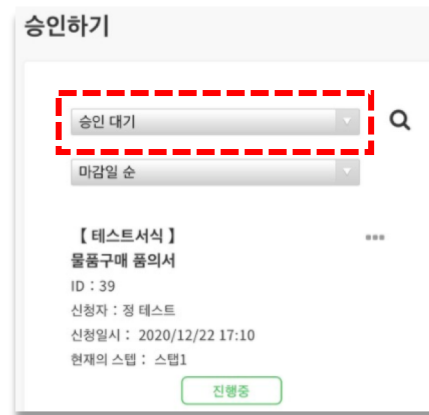 승인하기
승인 대기
마감일 순
【 테스트서식 】
물품구매 품의서
ID : 39
신청자 : 정 테스트
신청일시 : 2020/12/22 17:10
현재의 스텝 : 스탭1
진행중